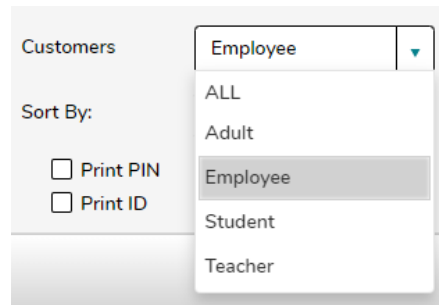 Customers
Employee
ALL
Sort By:
Adult
Print PIN
Employee
Print ID
Student
Teacher